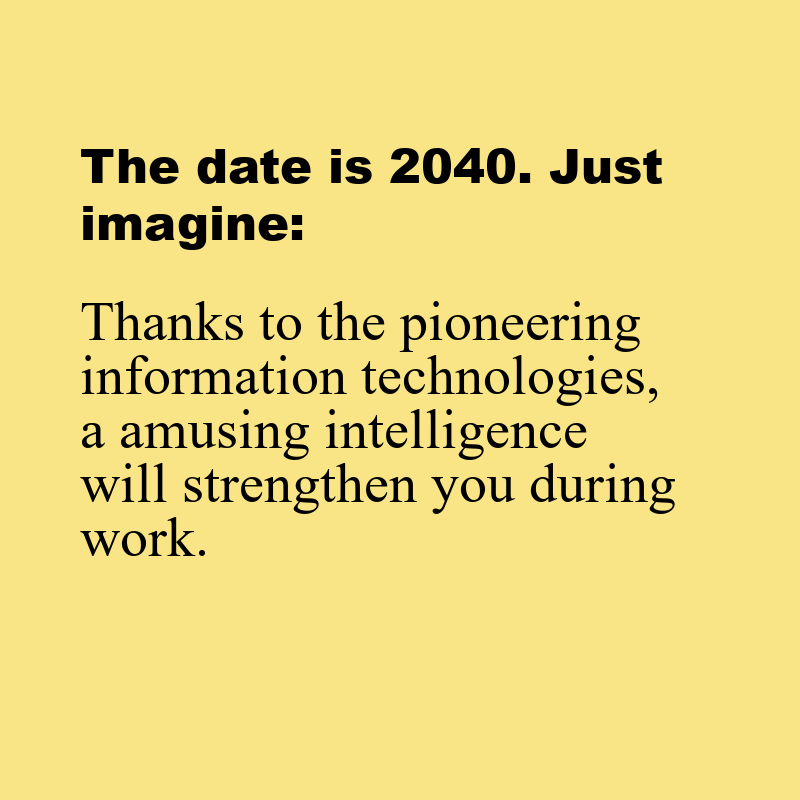 The date is 2040. Just
imagine:
Thanks to the pioneering
information technologies,
a amusing intelligence
will strengthen you during
work.